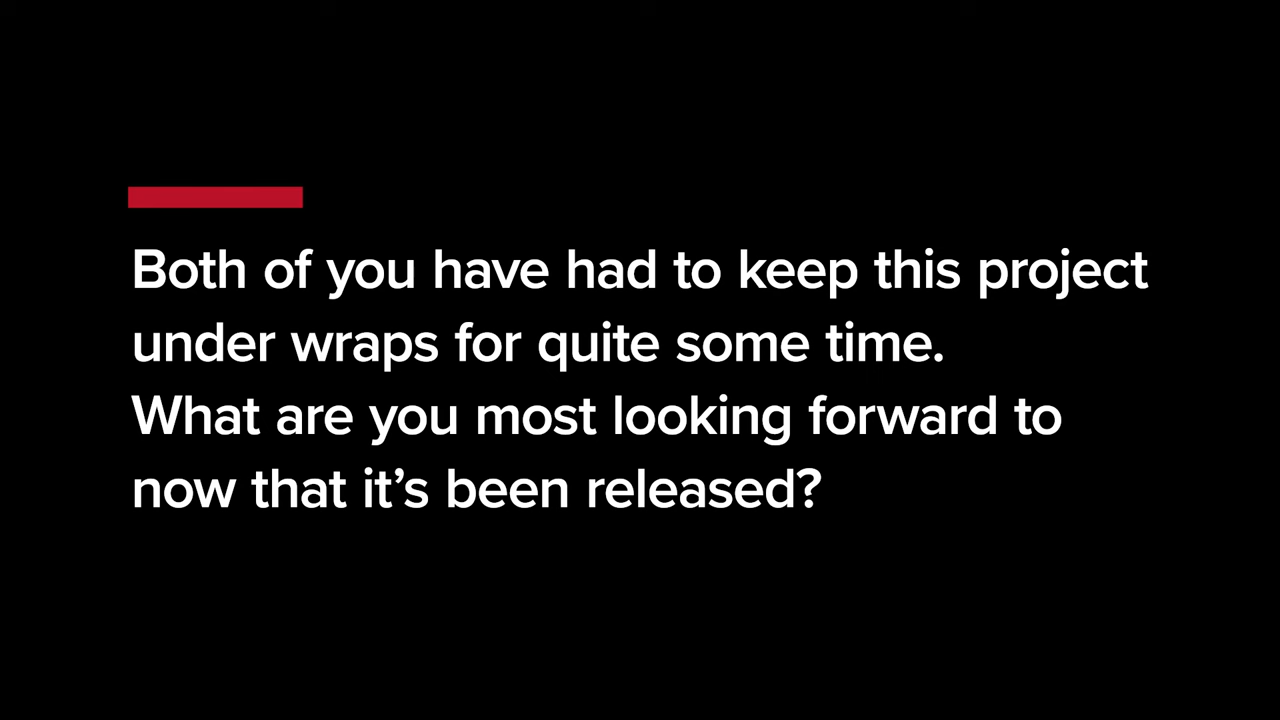 Both of you have had to keep this project
under wraps for quite some time.
What are you most looking forward to
now that it’s been released?